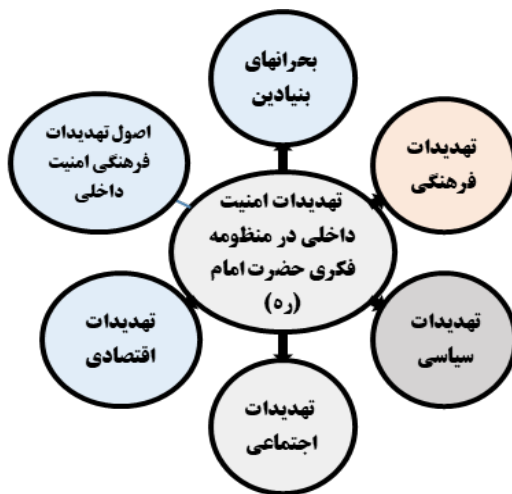 بحرانهای
بنیادین
تهدیدات
فرهنگی
اصول تهدیدات
فرهنگی امنیت
داخلی
تهدیدات امنیت
داخلی در منظومه
فکری حضرت امام
(ره)
تهدیدات
سیاسی
تهدیدات
اقتصادی
تهدیدات
اجتماعی